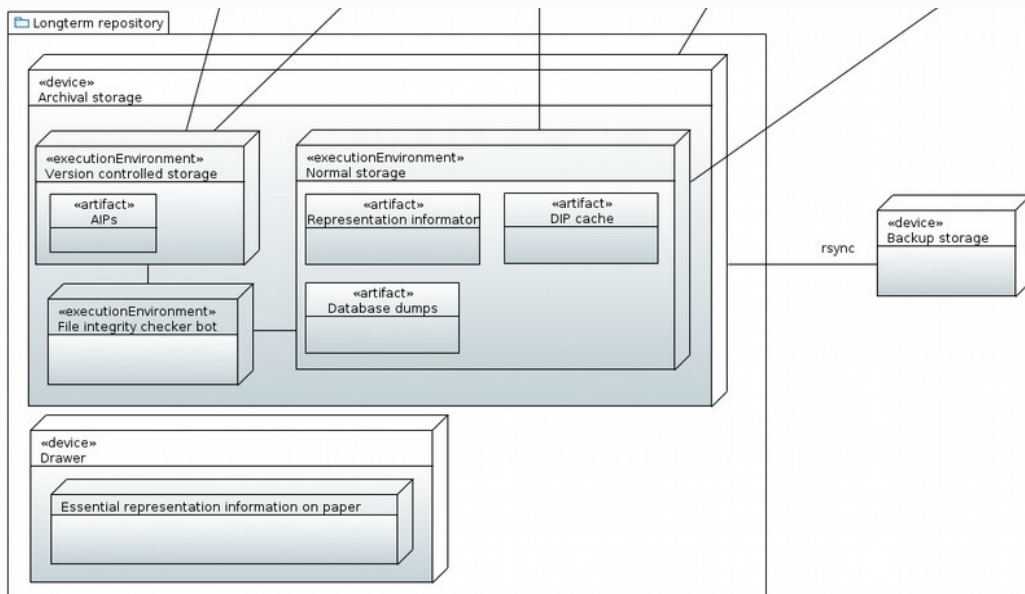 Longterm repository
«device»
Archival storage
«executionEnvironment»
Version controlled storage
«artifact»
AIPs
«executionEnvironment»
Normal storage
«artifact»
Representation informaton
«artifact»
DIP cache
«artifact»
Database dumps
«executionEnvironment»
File integrity checker bot
rsync
«device»
Backup storage
«device»
Drawer
Essential representation information on paper